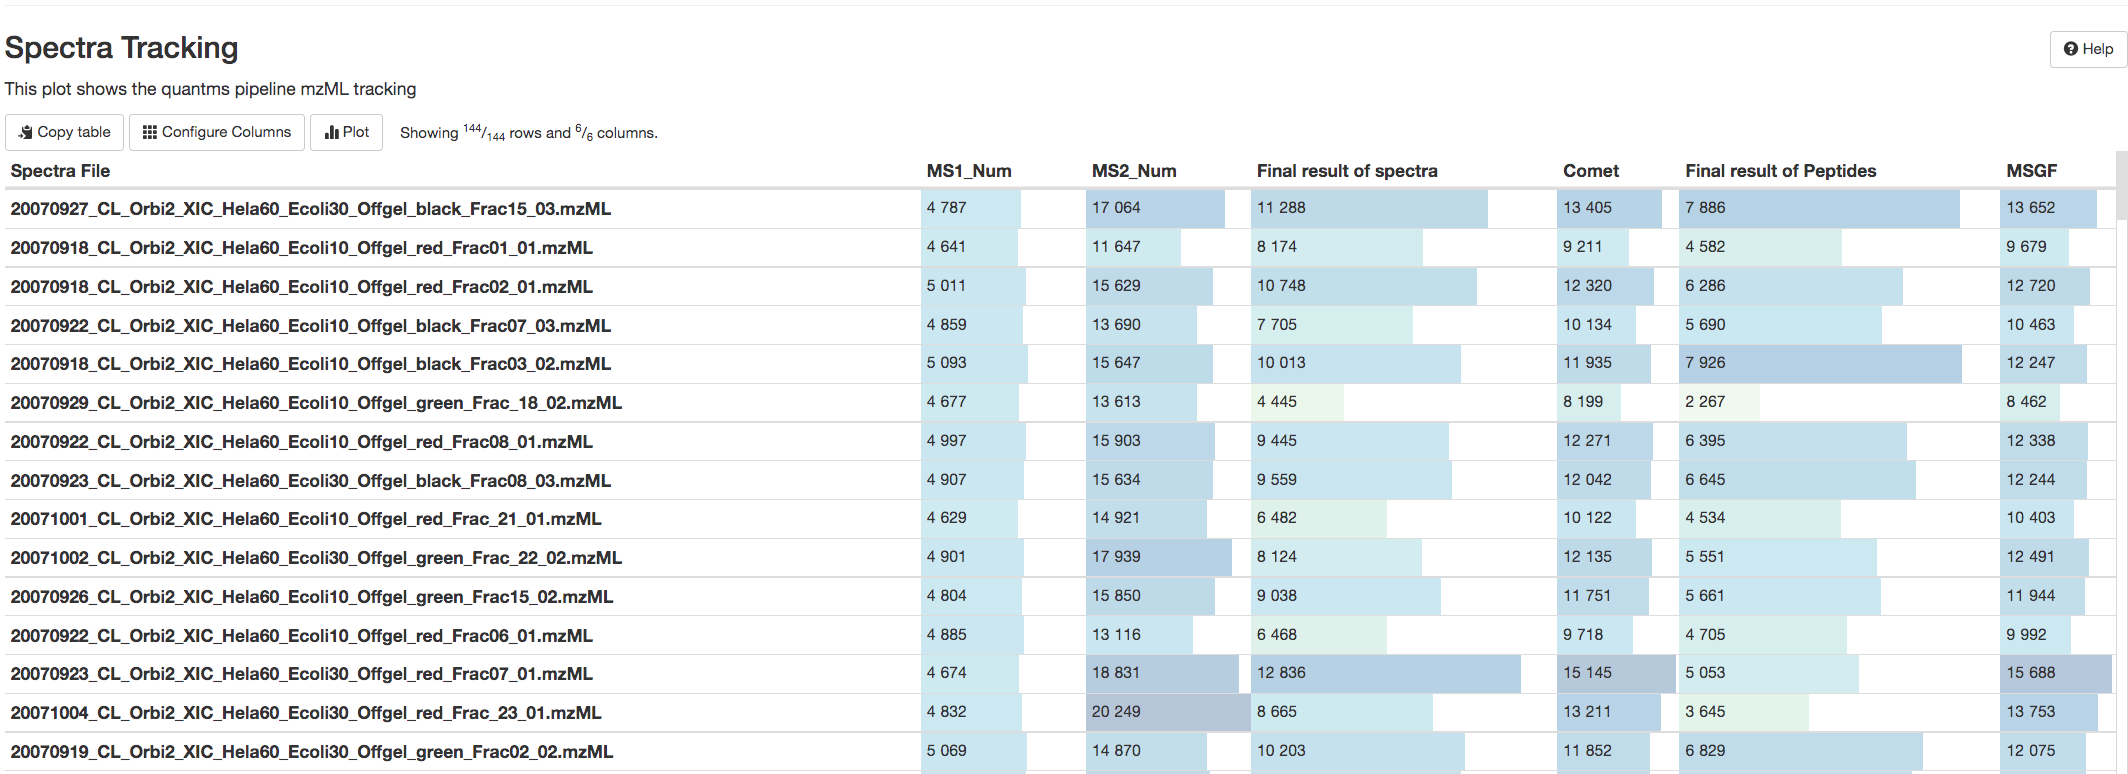 Spectra Tracking
Help
This plot shows the quantms pipeline mzML tracking
Copy table Configure Columns Plot Showing 144/144 rows and 6/6 columns.
Spectra File MS1_Num MS2_Num Final result of spectra Comet Final result of Peptides MSGF
20070927_CL_Orbi2_XIC_Hela60_Ecoli30_Offgel_black_Frac15_03.mzML 4 787 17 064 11 288 13 405 7 886 13 652
20070918_CL_Orbi2_XIC_Hela60_Ecoli10_Offgel_red_Frac01_01.mzML 4 641 11 647 8 174 9 211 4 582 9 679
20070918_CL_Orbi2_XIC_Hela60_Ecoli10_Offgel_red_Frac02_01.mzML 5 011 15 629 10 748 12 320 6 286 12 720
20070922_CL_Orbi2_XIC_Hela60_Ecoli10_Offgel_black_Frac07_03.mzML 4 859 13 690 7 705 10 134 5 690 10 463
20070918_CL_Orbi2_XIC_Hela60_Ecoli10_Offgel_black_Frac03_02.mzML 5 093 15 647 10 013 11 935 7 926 12 247
20070929_CL_Orbi2_XIC_Hela60_Ecoli10_Offgel_green_Frac_18_02.mzML 4 677 13 613 4 445 8 199 2 267 8 462
20070922_CL_Orbi2_XIC_Hela60_Ecoli10_Offgel_red_Frac08_01.mzML 4 997 15 903 9 445 12 271 6 395 12 338
20070923_CL_Orbi2_XIC_Hela60_Ecoli30_Offgel_black_Frac08_03.mzML 4 907 15 634 9 559 12 042 6 645 12 244
20071001_CL_Orbi2_XIC_Hela60_Ecoli10_Offgel_red_Frac_21_01.mzML 4 629 14 921 6 482 10 122 4 534 10 403
20071002_CL_Orbi2_XIC_Hela60_Ecoli30_Offgel_green_Frac_22_02.mzML 4 901 17 939 8 124 12 135 5 551 12 491
20070926_CL_Orbi2_XIC_Hela60_Ecoli10_Offgel_green_Frac15_02.mzML 4 804 15 850 9 038 11 751 5 661 11 944
20070922_CL_Orbi2_XIC_Hela60_Ecoli10_Offgel_red_Frac06_01.mzML 4 885 13 116 6 468 9 718 4 705 9 992
20070923_CL_Orbi2_XIC_Hela60_Ecoli30_Offgel_red_Frac07_01.mzML 4 674 18 831 12 836 15 145 5 053 15 688
20071004_CL_Orbi2_XIC_Hela60_Ecoli30_Offgel_red_Frac_23_01.mzML 4 832 20 249 8 665 13 211 3 645 13 753
20070919_CL_Orbi2_XIC_Hela60_Ecoli30_Offgel_green_Frac02_02.mzML 5 069 14 870 10 203 11 852 6 829 12 075